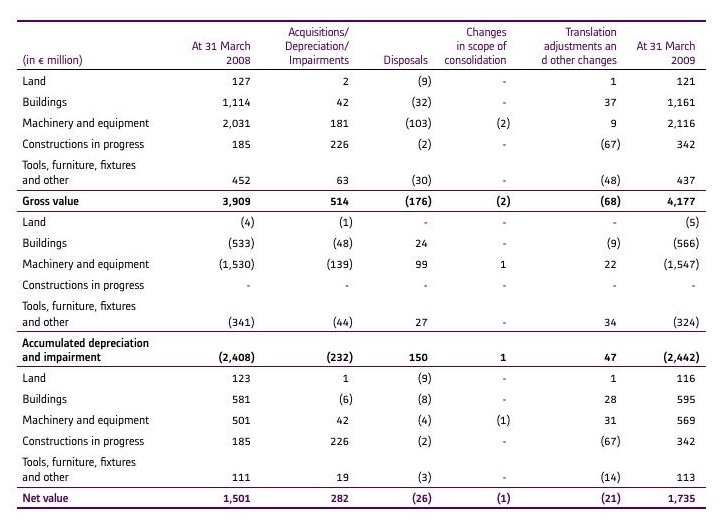 (in € million) At 31 March 2008 Acquisitions/ Depreciation/ Impairments Disposals Changes in scope of consolidation Translation adjustments an d other changes At 31 March 2009
Land 127 2 (9) - 1 121
Buildings 1,114 42 (32) - 37 1,161
Machinery and equipment 2,031 181 (103) (2) 9 2,116
Constructions in progress 185 226 (2) - (67) 342
Tools, furniture, fixtures
and other 452 63 (30) - (48) 437
Gross value 3,909 514 (176) (2) (68) 4,177
Land (4) (1) - - - (5)
Buildings (533) (48) 24 - (9) (566)
Machinery and equipment (1,530) (139) 99 1 22 (1,547)
Constructions in progress - - - - - -
Tools, furniture, fixtures
and other (341) (44) 27 - 34 (324)
Accumulated depreciation
and impairment (2,408) (232) 150 1 47 (2,442)
Land 123 1 (9) - 1 116
Buildings 581 (6) (8) - 28 595
Machinery and equipment 501 42 (4) (1) 31 569
Constructions in progress 185 226 (2) - (67) 342
Tools, furniture, fixtures
and other 111 19 (3) - (14) 113
Net value 1,501 282 (26) (1) (21) 1,735